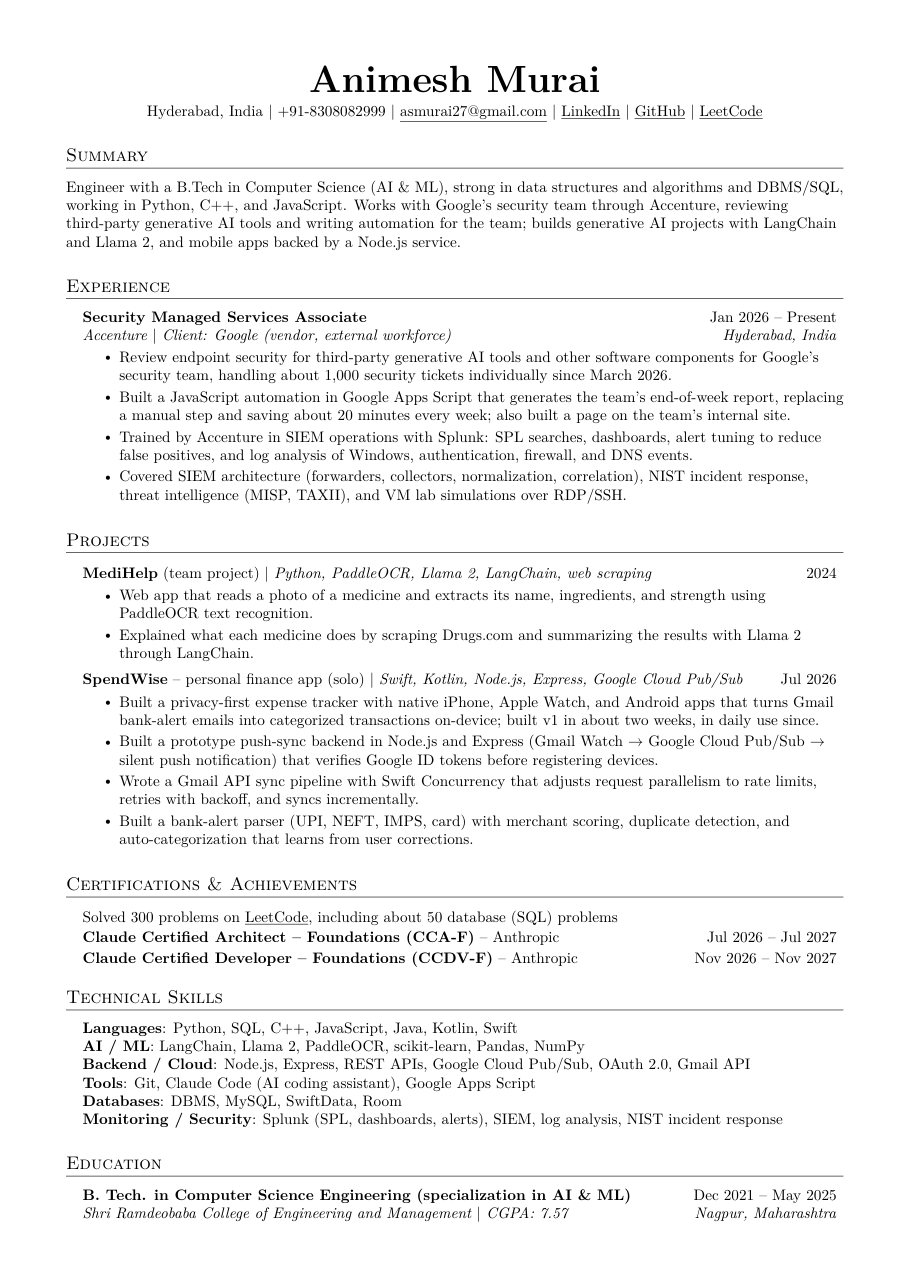 Animesh Murai
Hyderabad, India | +91-8308082999 | asmurai27@gmail.com | LinkedIn | GitHub | LeetCode
Summary
Engineer with a B.Tech in Computer Science (AI & ML), strong in data structures and algorithms and DBMS/SQL,
working in Python, C++, and JavaScript. Works with Google's security team through Accenture, reviewing
third-party generative AI tools and writing automation for the team; builds generative AI projects with LangChain
and Llama 2, and mobile apps backed by a Node.js service.
Experience
Security Managed Services Associate Jan 2026 – Present
Accenture | Client: Google (vendor, external workforce) Hyderabad, India
• Review endpoint security for third-party generative AI tools and other software components for Google's
security team, handling about 1,000 security tickets individually since March 2026.
• Built a JavaScript automation in Google Apps Script that generates the team's end-of-week report, replacing
a manual step and saving about 20 minutes every week; also built a page on the team's internal site.
• Trained by Accenture in SIEM operations with Splunk: SPL searches, dashboards, alert tuning to reduce
false positives, and log analysis of Windows, authentication, firewall, and DNS events.
• Covered SIEM architecture (forwarders, collectors, normalization, correlation), NIST incident response,
threat intelligence (MISP, TAXII), and VM lab simulations over RDP/SSH.
Projects
MediHelp (team project) | Python, PaddleOCR, Llama 2, LangChain, web scraping 2024
• Web app that reads a photo of a medicine and extracts its name, ingredients, and strength using
PaddleOCR text recognition.
• Explained what each medicine does by scraping Drugs.com and summarizing the results with Llama 2
through LangChain.
SpendWise – personal finance app (solo) | Swift, Kotlin, Node.js, Express, Google Cloud Pub/Sub Jul 2026
• Built a privacy-first expense tracker with native iPhone, Apple Watch, and Android apps that turns Gmail
bank-alert emails into categorized transactions on-device; built v1 in about two weeks, in daily use since.
• Built a prototype push-sync backend in Node.js and Express (Gmail Watch → Google Cloud Pub/Sub →
silent push notification) that verifies Google ID tokens before registering devices.
• Wrote a Gmail API sync pipeline with Swift Concurrency that adjusts request parallelism to rate limits,
retries with backoff, and syncs incrementally.
• Built a bank-alert parser (UPI, NEFT, IMPS, card) with merchant scoring, duplicate detection, and
auto-categorization that learns from user corrections.
Certifications & Achievements
Solved 300 problems on LeetCode, including about 50 database (SQL) problems
Claude Certified Architect – Foundations (CCA-F) – Anthropic Jul 2026 – Jul 2027
Claude Certified Developer – Foundations (CCDV-F) – Anthropic Nov 2026 – Nov 2027
Technical Skills
Languages: Python, SQL, C++, JavaScript, Java, Kotlin, Swift
AI / ML: LangChain, Llama 2, PaddleOCR, scikit-learn, Pandas, NumPy
Backend / Cloud: Node.js, Express, REST APIs, Google Cloud Pub/Sub, OAuth 2.0, Gmail API
Tools: Git, Claude Code (AI coding assistant), Google Apps Script
Databases: DBMS, MySQL, SwiftData, Room
Monitoring / Security: Splunk (SPL, dashboards, alerts), SIEM, log analysis, NIST incident response
Education
B. Tech. in Computer Science Engineering (specialization in AI & ML) Dec 2021 – May 2025
Shri Ramdeobaba College of Engineering and Management | CGPA: 7.57 Nagpur, Maharashtra